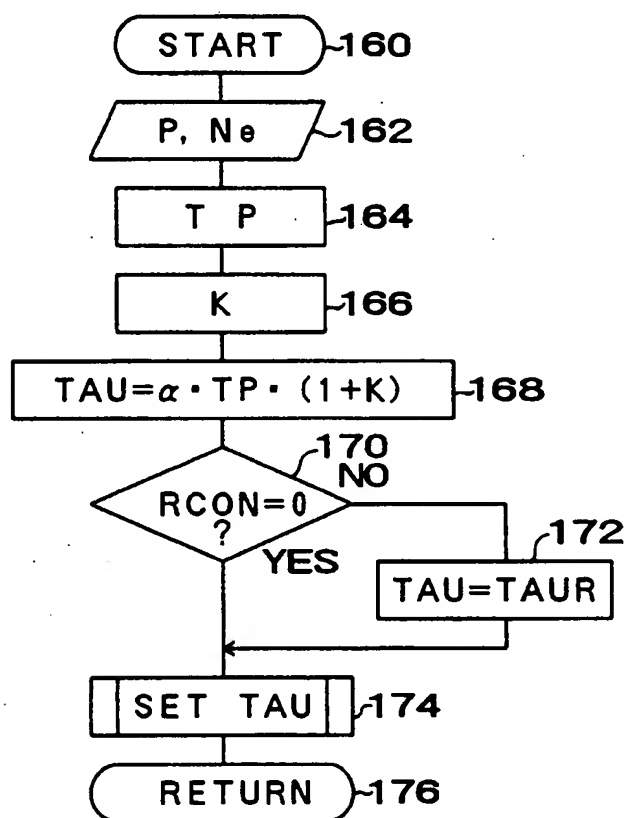 START 160
P, Ne 162
T P 164
K 166
TAU=α・TP・(1+K) 168
170
NO
RCON=0
?
YES
172
TAU=TAUR
SET TAU 174
RETURN 176